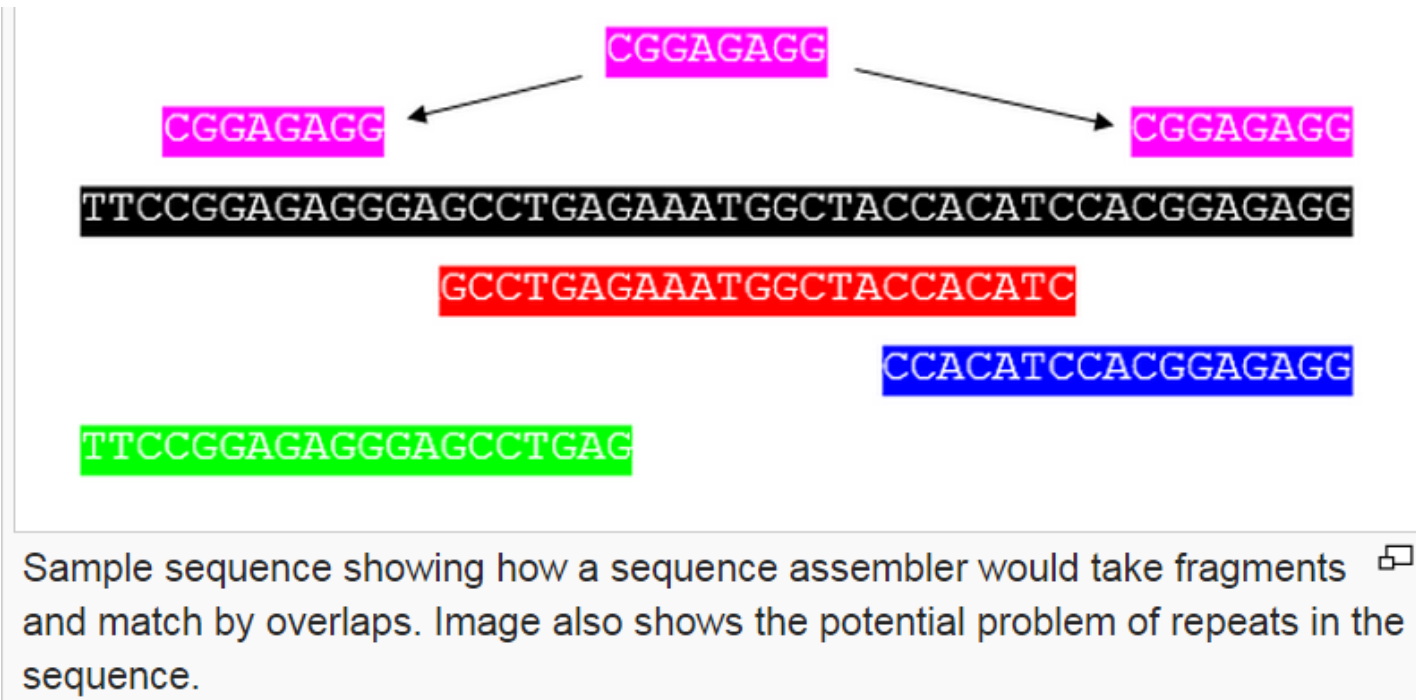 CGGAGAGG
CGGAGAGG CGGAGAGG
TTCCGGAGAGGGAGCCTGAGAAATGGCTACCACATCCACGGAGAGG
GCCTGAGAAATGGCTACCACATC
CCACATCCACGGAGAGG
TTCCGGAGAGGGAGCCTGAG
Sample sequence showing how a sequence assembler would take fragments
and match by overlaps. Image also shows the potential problem of repeats in the
sequence.